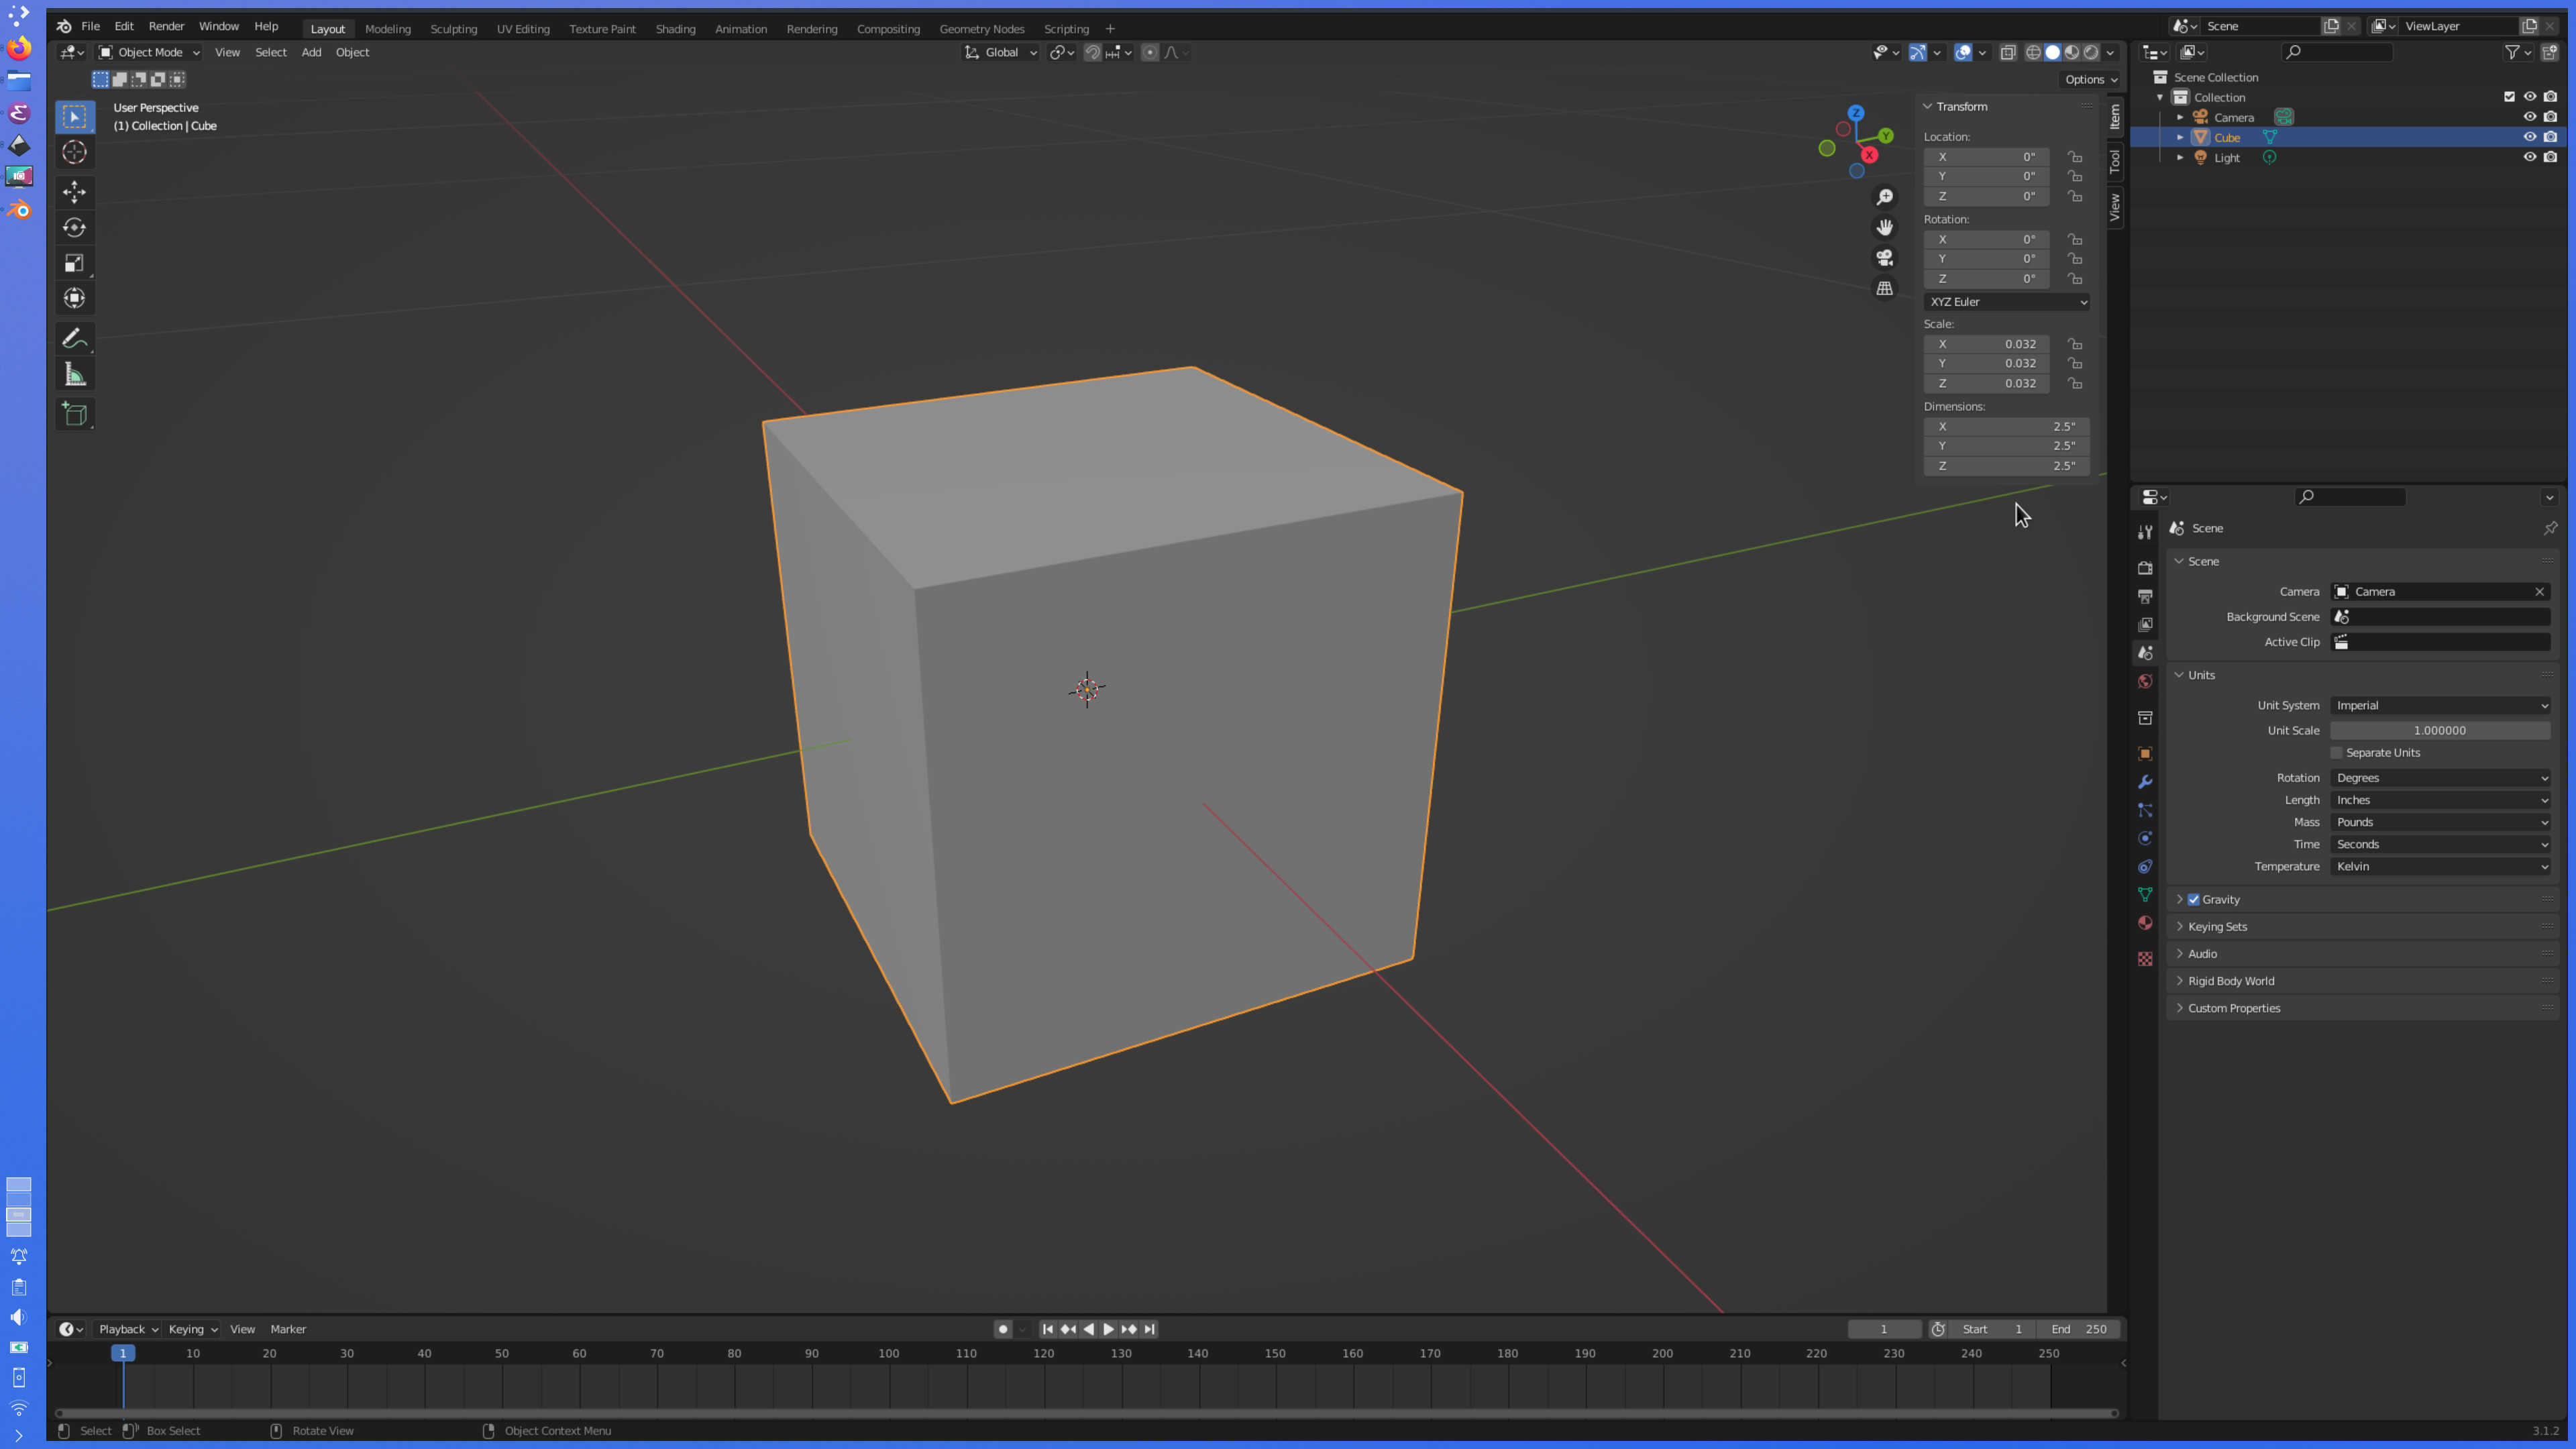 File Edit Render Window Help Layout Modeling Sculpting UV Editing Texture Paint Shading Animation Rendering Compositing Geometry Nodes Scripting + Scene ViewLayer
Object Mode View Select Add Object Global
Options
User Perspective
(1) Collection | Cube
Z
Y
X
Transform
Location:
X 0"
Y 0"
Z 0"
Rotation:
X 0°
Y 0°
Z 0°
XYZ Euler
Scale:
X 0.032
Y 0.032
Z 0.032
Dimensions:
X 2.5"
Y 2.5"
Z 2.5"
Item
Tool
View
Scene Collection
Collection
Camera
Cube
Light
Scene
Scene
Camera Camera
Background Scene
Active Clip
Units
Unit System Imperial
Unit Scale 1.000000
Separate Units
Rotation Degrees
Length Inches
Mass Pounds
Time Seconds
Temperature Kelvin
Gravity
Keying Sets
Audio
Rigid Body World
Custom Properties
Playback Keying View Marker 1 Start 1 End 250
1 10 20 30 40 50 60 70 80 90 100 110 120 130 140 150 160 170 180 190 200 210 220 230 240 250
Select Box Select Rotate View Object Context Menu 3.1.2